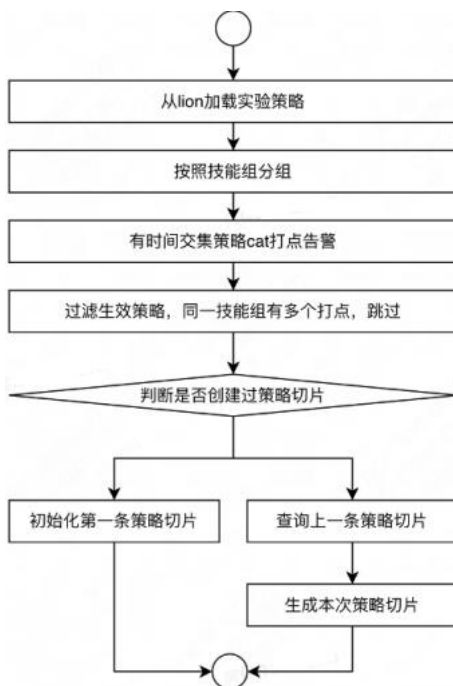 从lion加载实验策略
按照技能组分组
有时间交集策略cat打点告警
过滤生效策略，同一技能组有多个打点，跳过
判断是否创建过策略切片
初始化第一条策略切片
查询上一条策略切片
生成本次策略切片